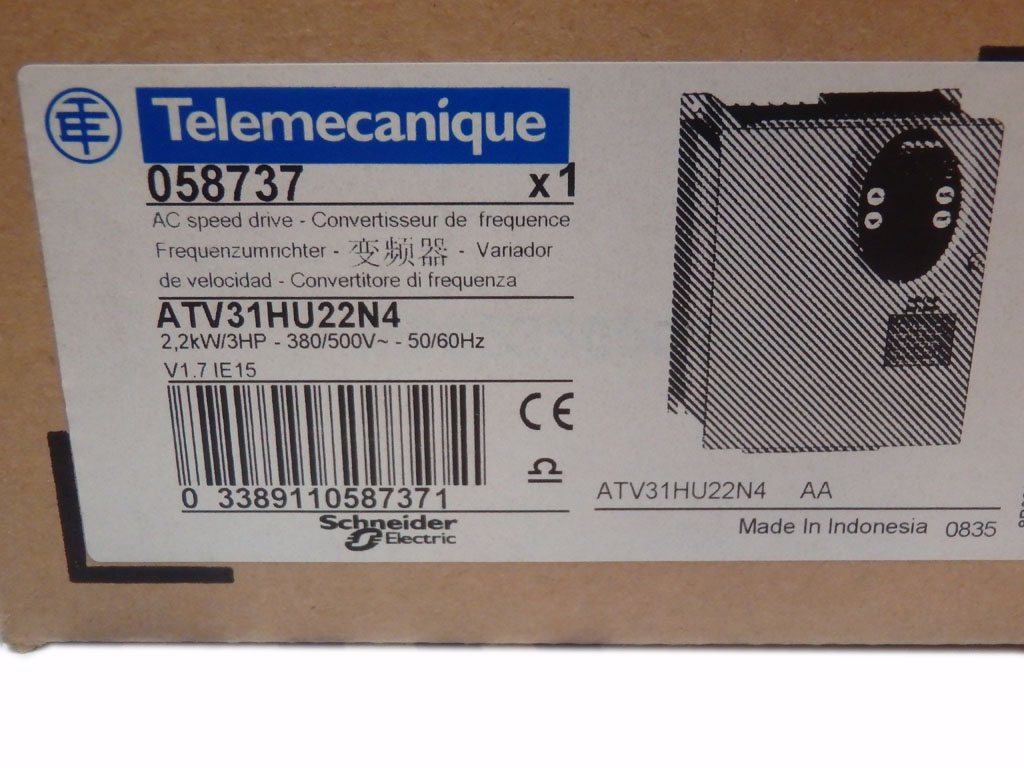 Telemecanique
058737 x1
AC speed drive - Convertisseur de frequence
Frequenzumrichter - 变频器 - Variador
de velocidad - Convertitore di frequenza
ATV31HU22N4
2,2kW/3HP - 380/500V~ - 50/60Hz
V1.7 IE15
CE
0 3389110587371
Schneider
Electric
ATV31HU22N4 AA
Made In Indonesia 0835